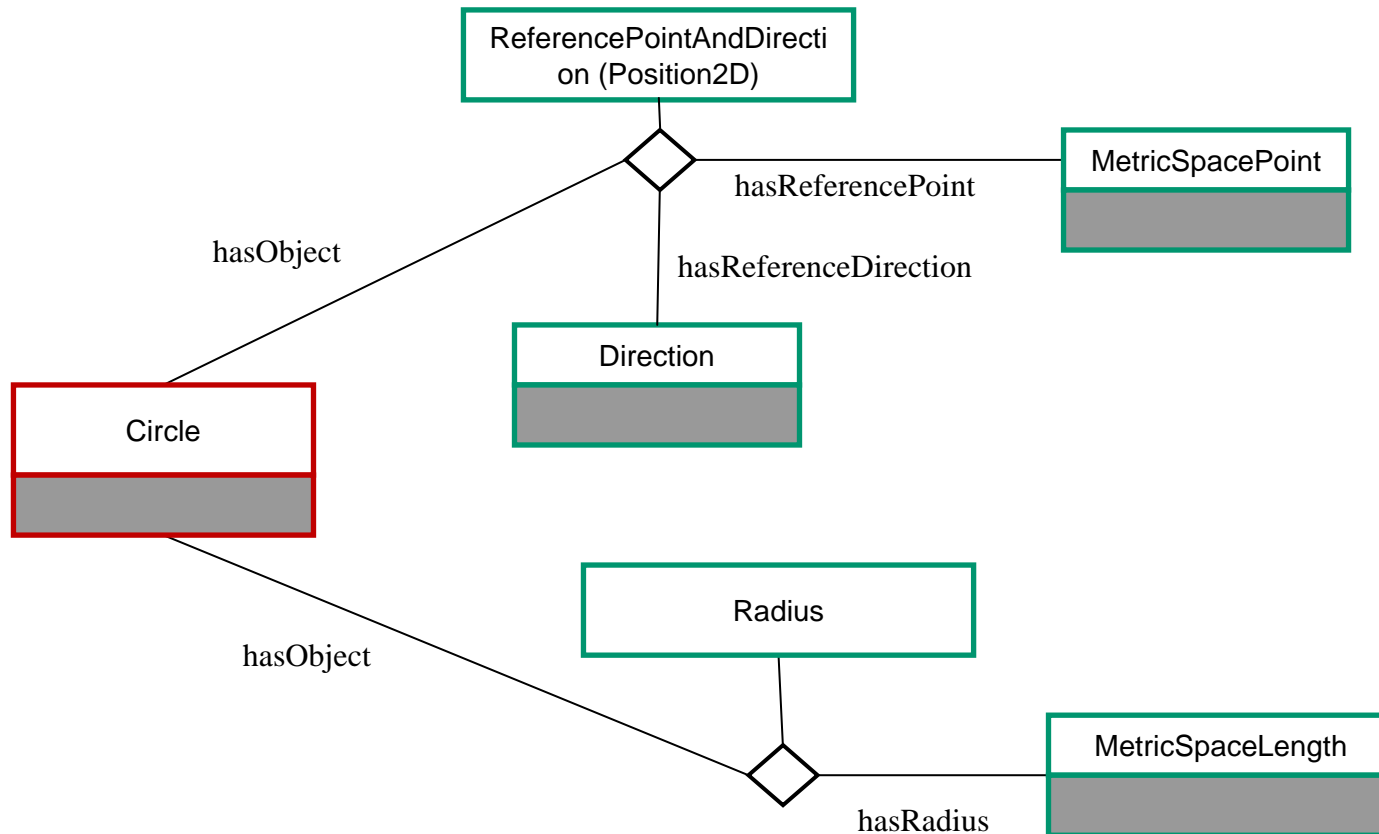 ReferencePointAndDirecti
on (Position2D)
MetricSpacePoint
hasReferencePoint
hasObject
hasReferenceDirection
Direction
Circle
Radius
hasObject
MetricSpaceLength
hasRadius